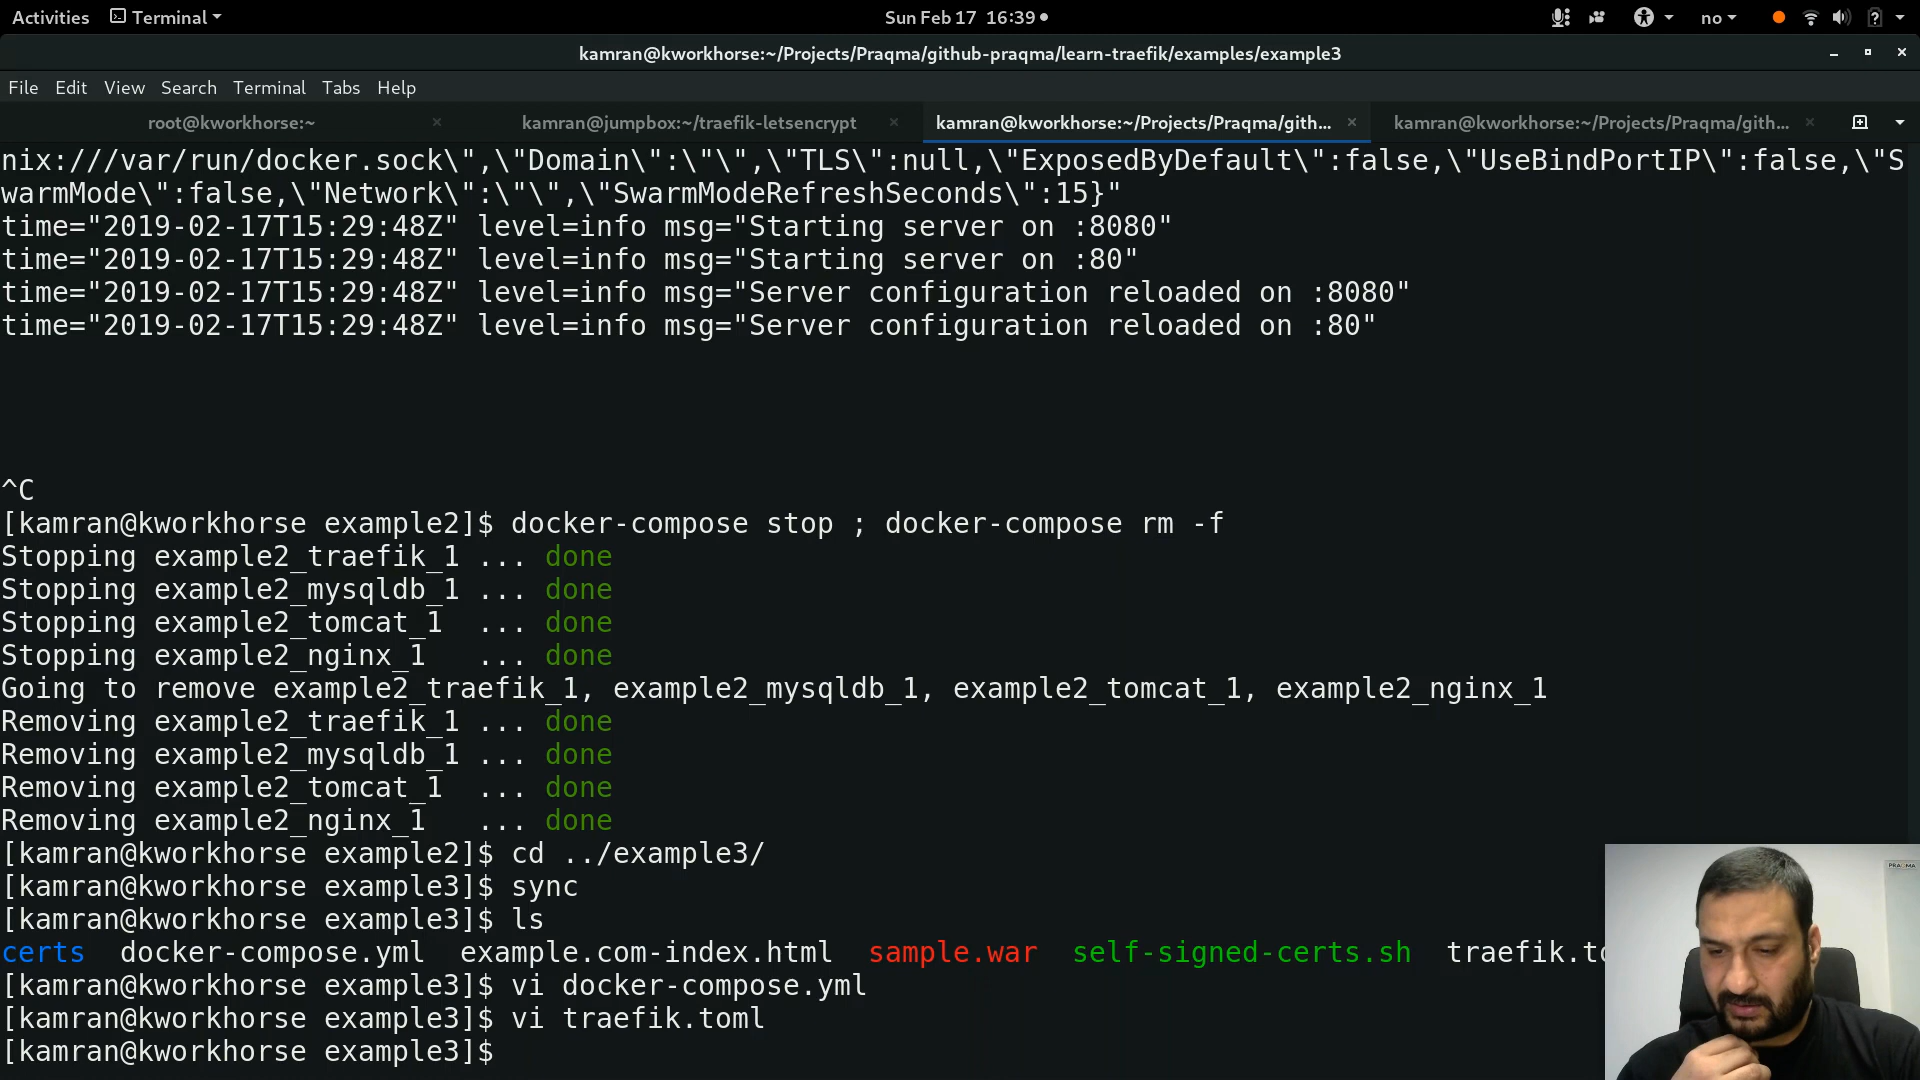 Activities Terminal Sun Feb 17 16:39 no
kamran@kworkhorse:~/Projects/Praqma/github-praqma/learn-traefik/examples/example3
File Edit View Search Terminal Tabs Help
root@kworkhorse:~ kamran@jumpbox:~/traefik-letsencrypt kamran@kworkhorse:~/Projects/Praqma/gith... kamran@kworkhorse:~/Projects/Praqma/gith...
nix:///var/run/docker.sock\",\"Domain\":\"\",\"TLS\":null,\"ExposedByDefault\":false,\"UseBindPortIP\":false,\"S
warmMode\":false,\"Network\":\"\",\"SwarmModeRefreshSeconds\":15}"
time="2019-02-17T15:29:48Z" level=info msg="Starting server on :8080"
time="2019-02-17T15:29:48Z" level=info msg="Starting server on :80"
time="2019-02-17T15:29:48Z" level=info msg="Server configuration reloaded on :8080"
time="2019-02-17T15:29:48Z" level=info msg="Server configuration reloaded on :80"
^C
[kamran@kworkhorse example2]$ docker-compose stop ; docker-compose rm -f
Stopping example2_traefik_1 ... done
Stopping example2_mysqldb_1 ... done
Stopping example2_tomcat_1  ... done
Stopping example2_nginx_1   ... done
Going to remove example2_traefik_1, example2_mysqldb_1, example2_tomcat_1, example2_nginx_1
Removing example2_traefik_1 ... done
Removing example2_mysqldb_1 ... done
Removing example2_tomcat_1  ... done
Removing example2_nginx_1   ... done
[kamran@kworkhorse example2]$ cd ../example3/
[kamran@kworkhorse example3]$ sync
[kamran@kworkhorse example3]$ ls
certs  docker-compose.yml  example.com-index.html  sample.war  self-signed-certs.sh  traefik.to
[kamran@kworkhorse example3]$ vi docker-compose.yml
[kamran@kworkhorse example3]$ vi traefik.toml
[kamran@kworkhorse example3]$